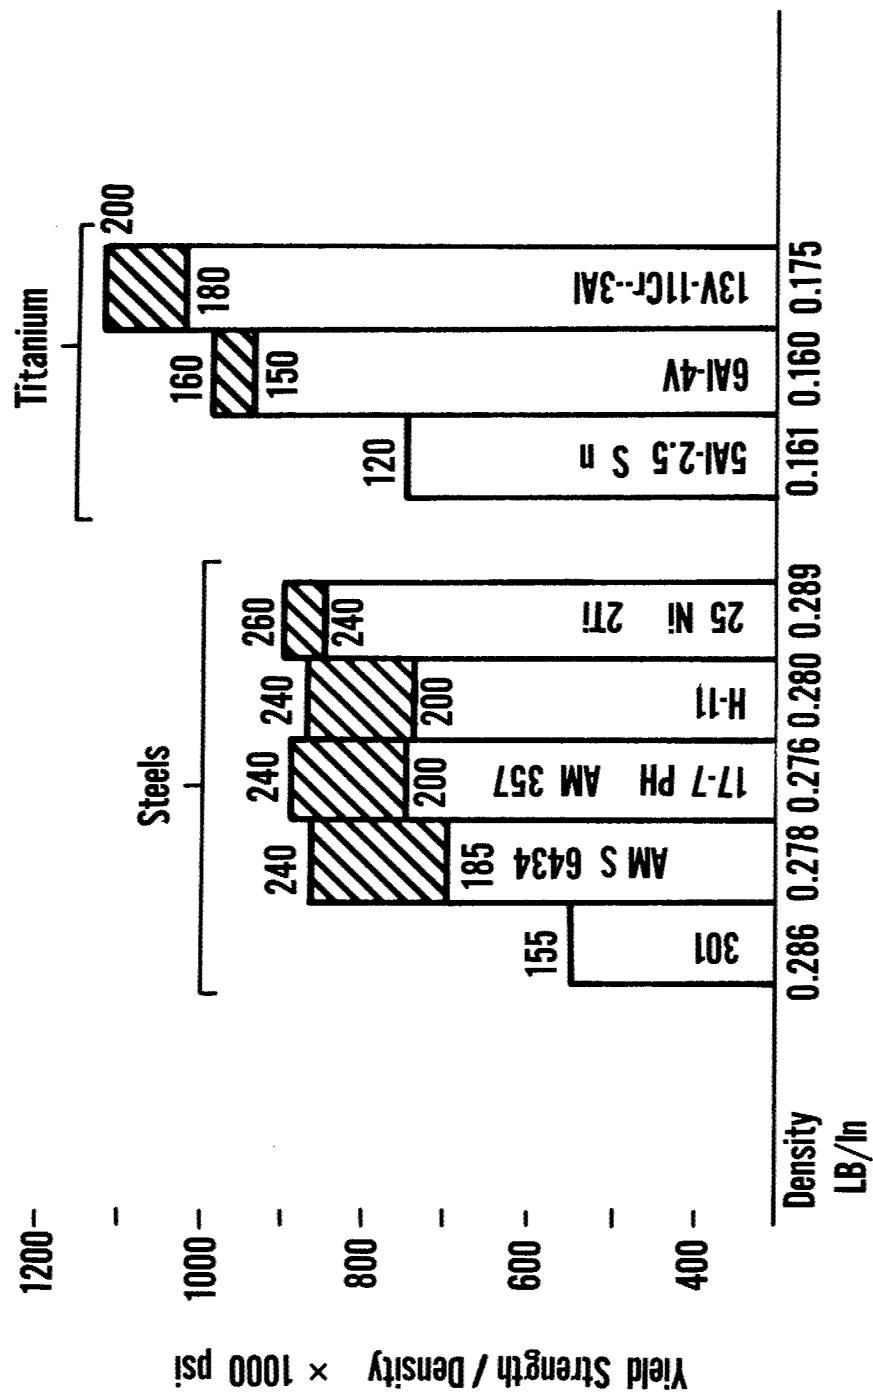 Yield Strength / Density × 1000 psi
1200
1000
800
600
400
Steels
Titanium
155
301
240
185
AM S 6434
240
200
17-7 PH AM 357
240
200
H-11
260
240
25 Ni 2Ti
120
5Al-2.5 S n
160
150
6Al-4V
200
180
13V-11Cr--3Al
Density 0.286 0.278 0.276 0.280 0.289 0.161 0.160 0.175
LB/In